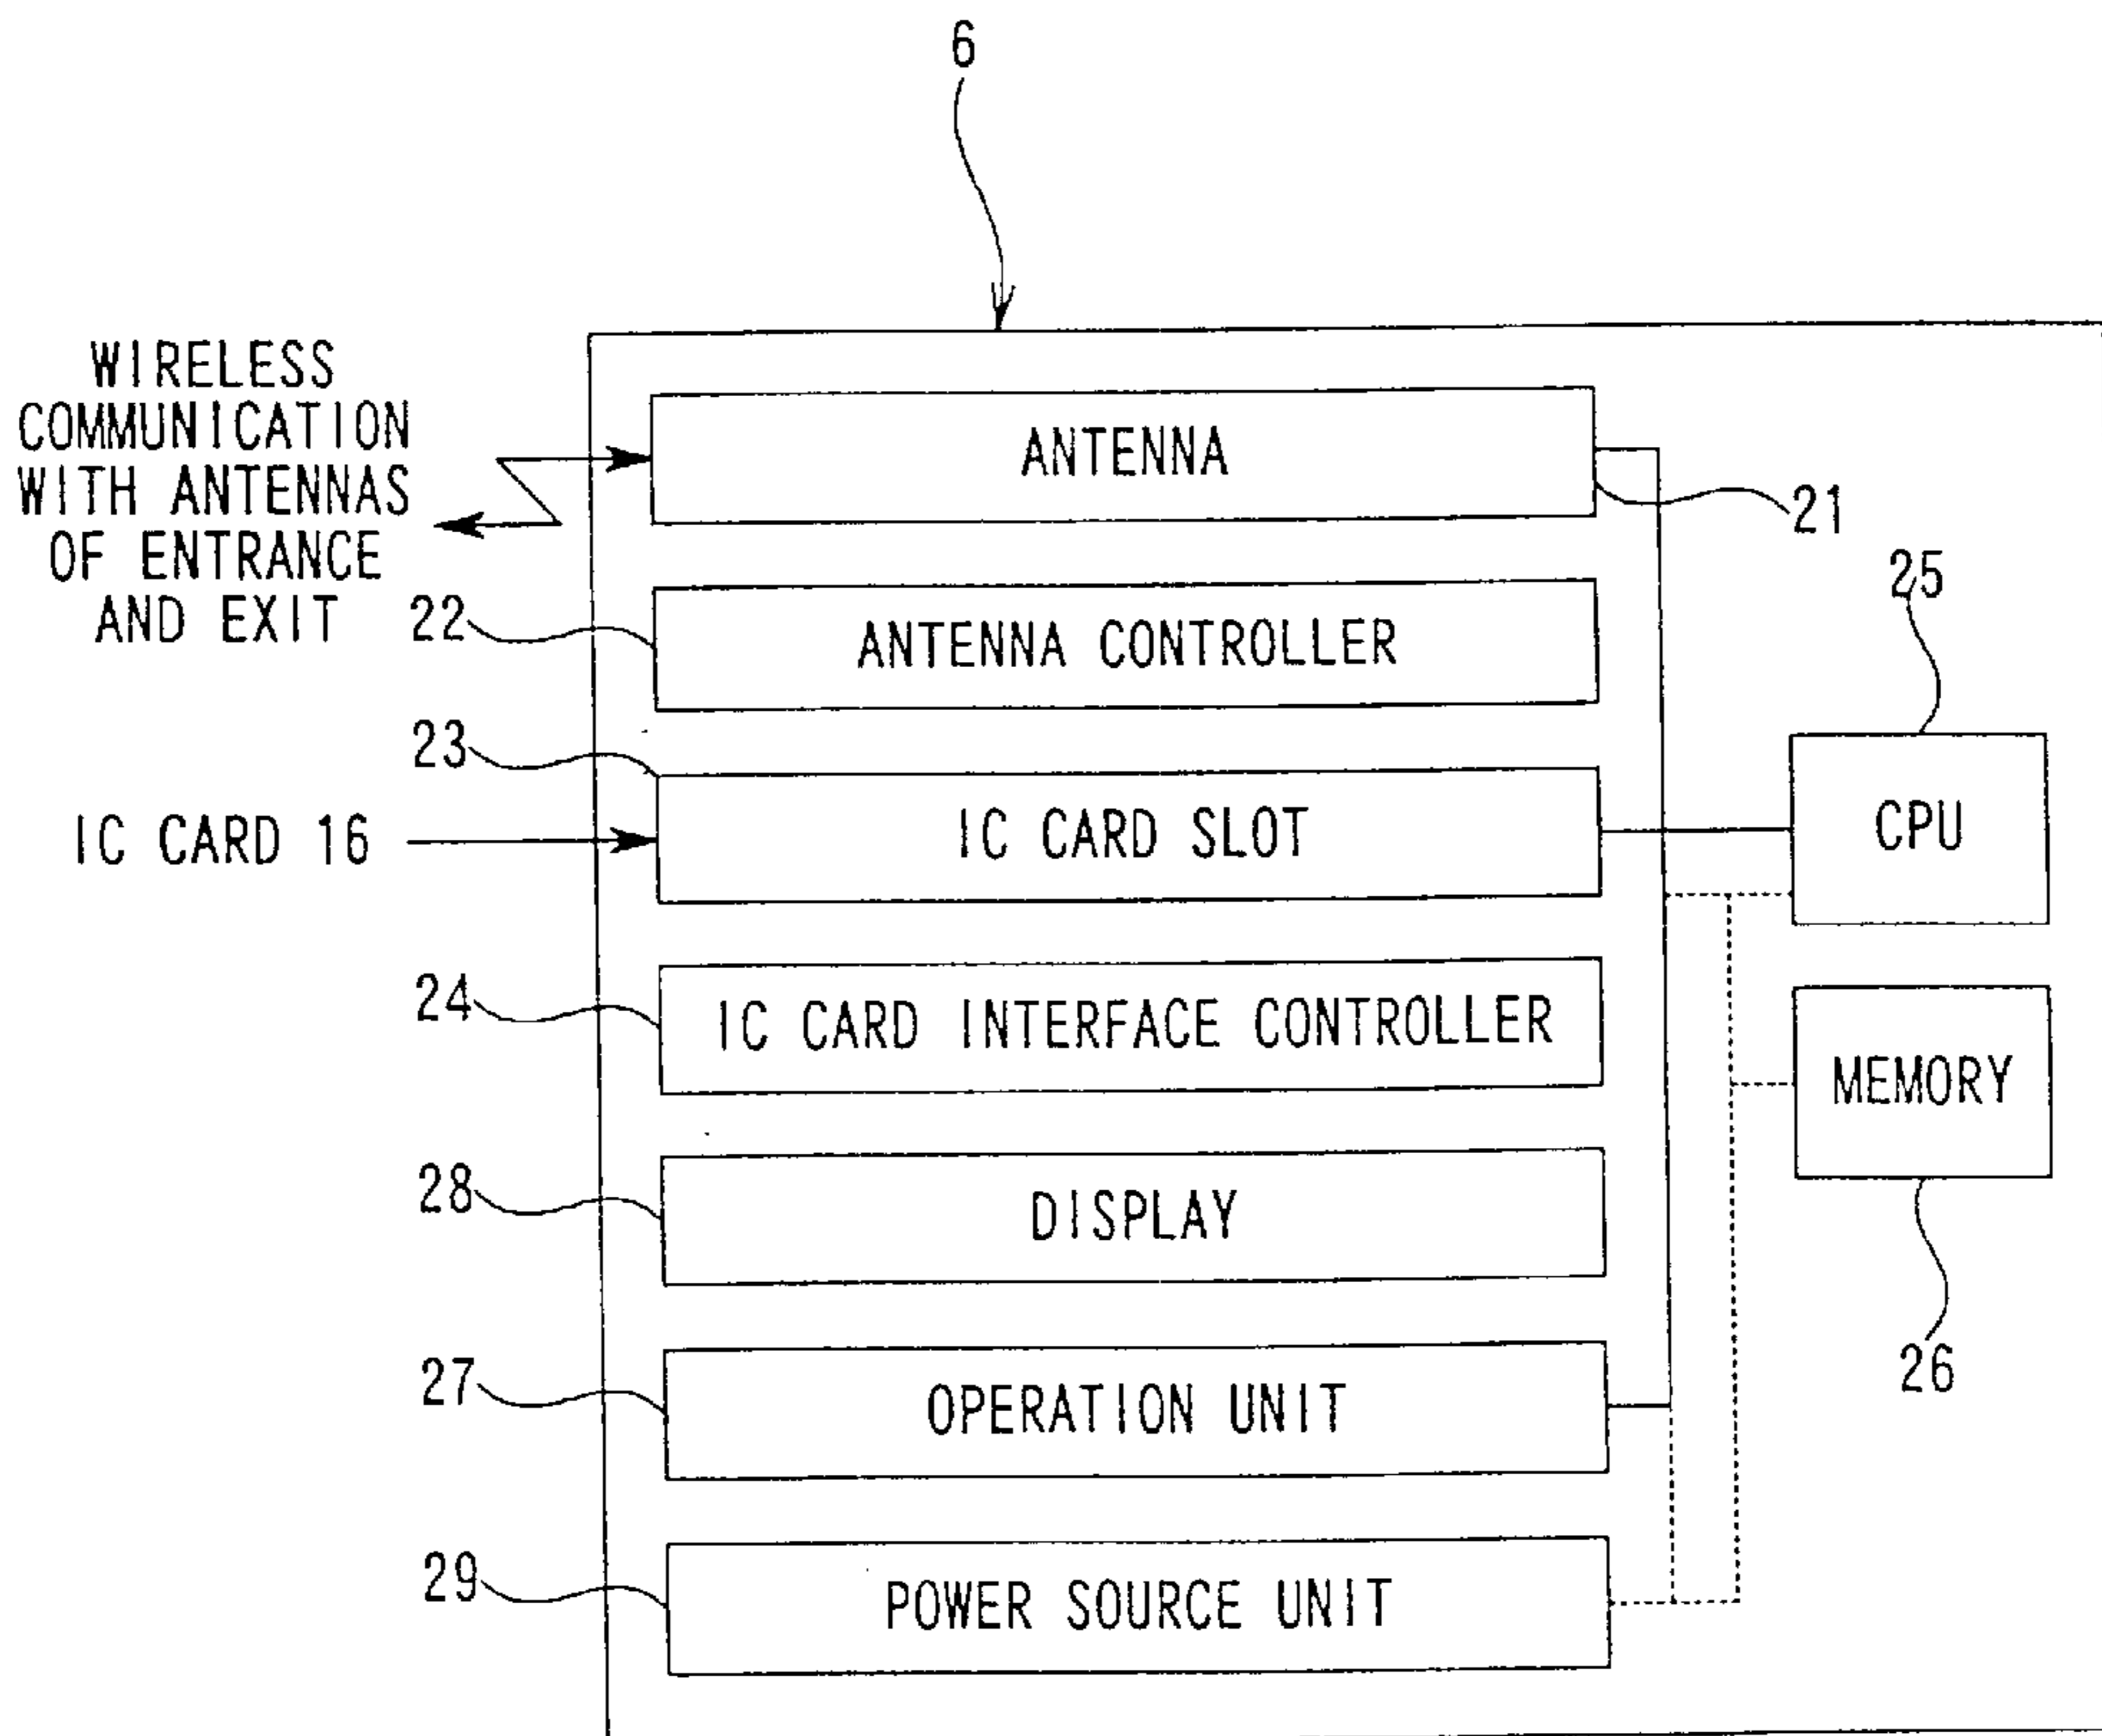 6
WIRELESS
COMMUNICATION
WITH ANTENNAS
OF ENTRANCE
AND EXIT
ANTENNA
21
22
ANTENNA CONTROLLER
25
23
IC CARD 16
IC CARD SLOT
CPU
24
IC CARD INTERFACE CONTROLLER
MEMORY
28
DISPLAY
26
27
OPERATION UNIT
29
POWER SOURCE UNIT